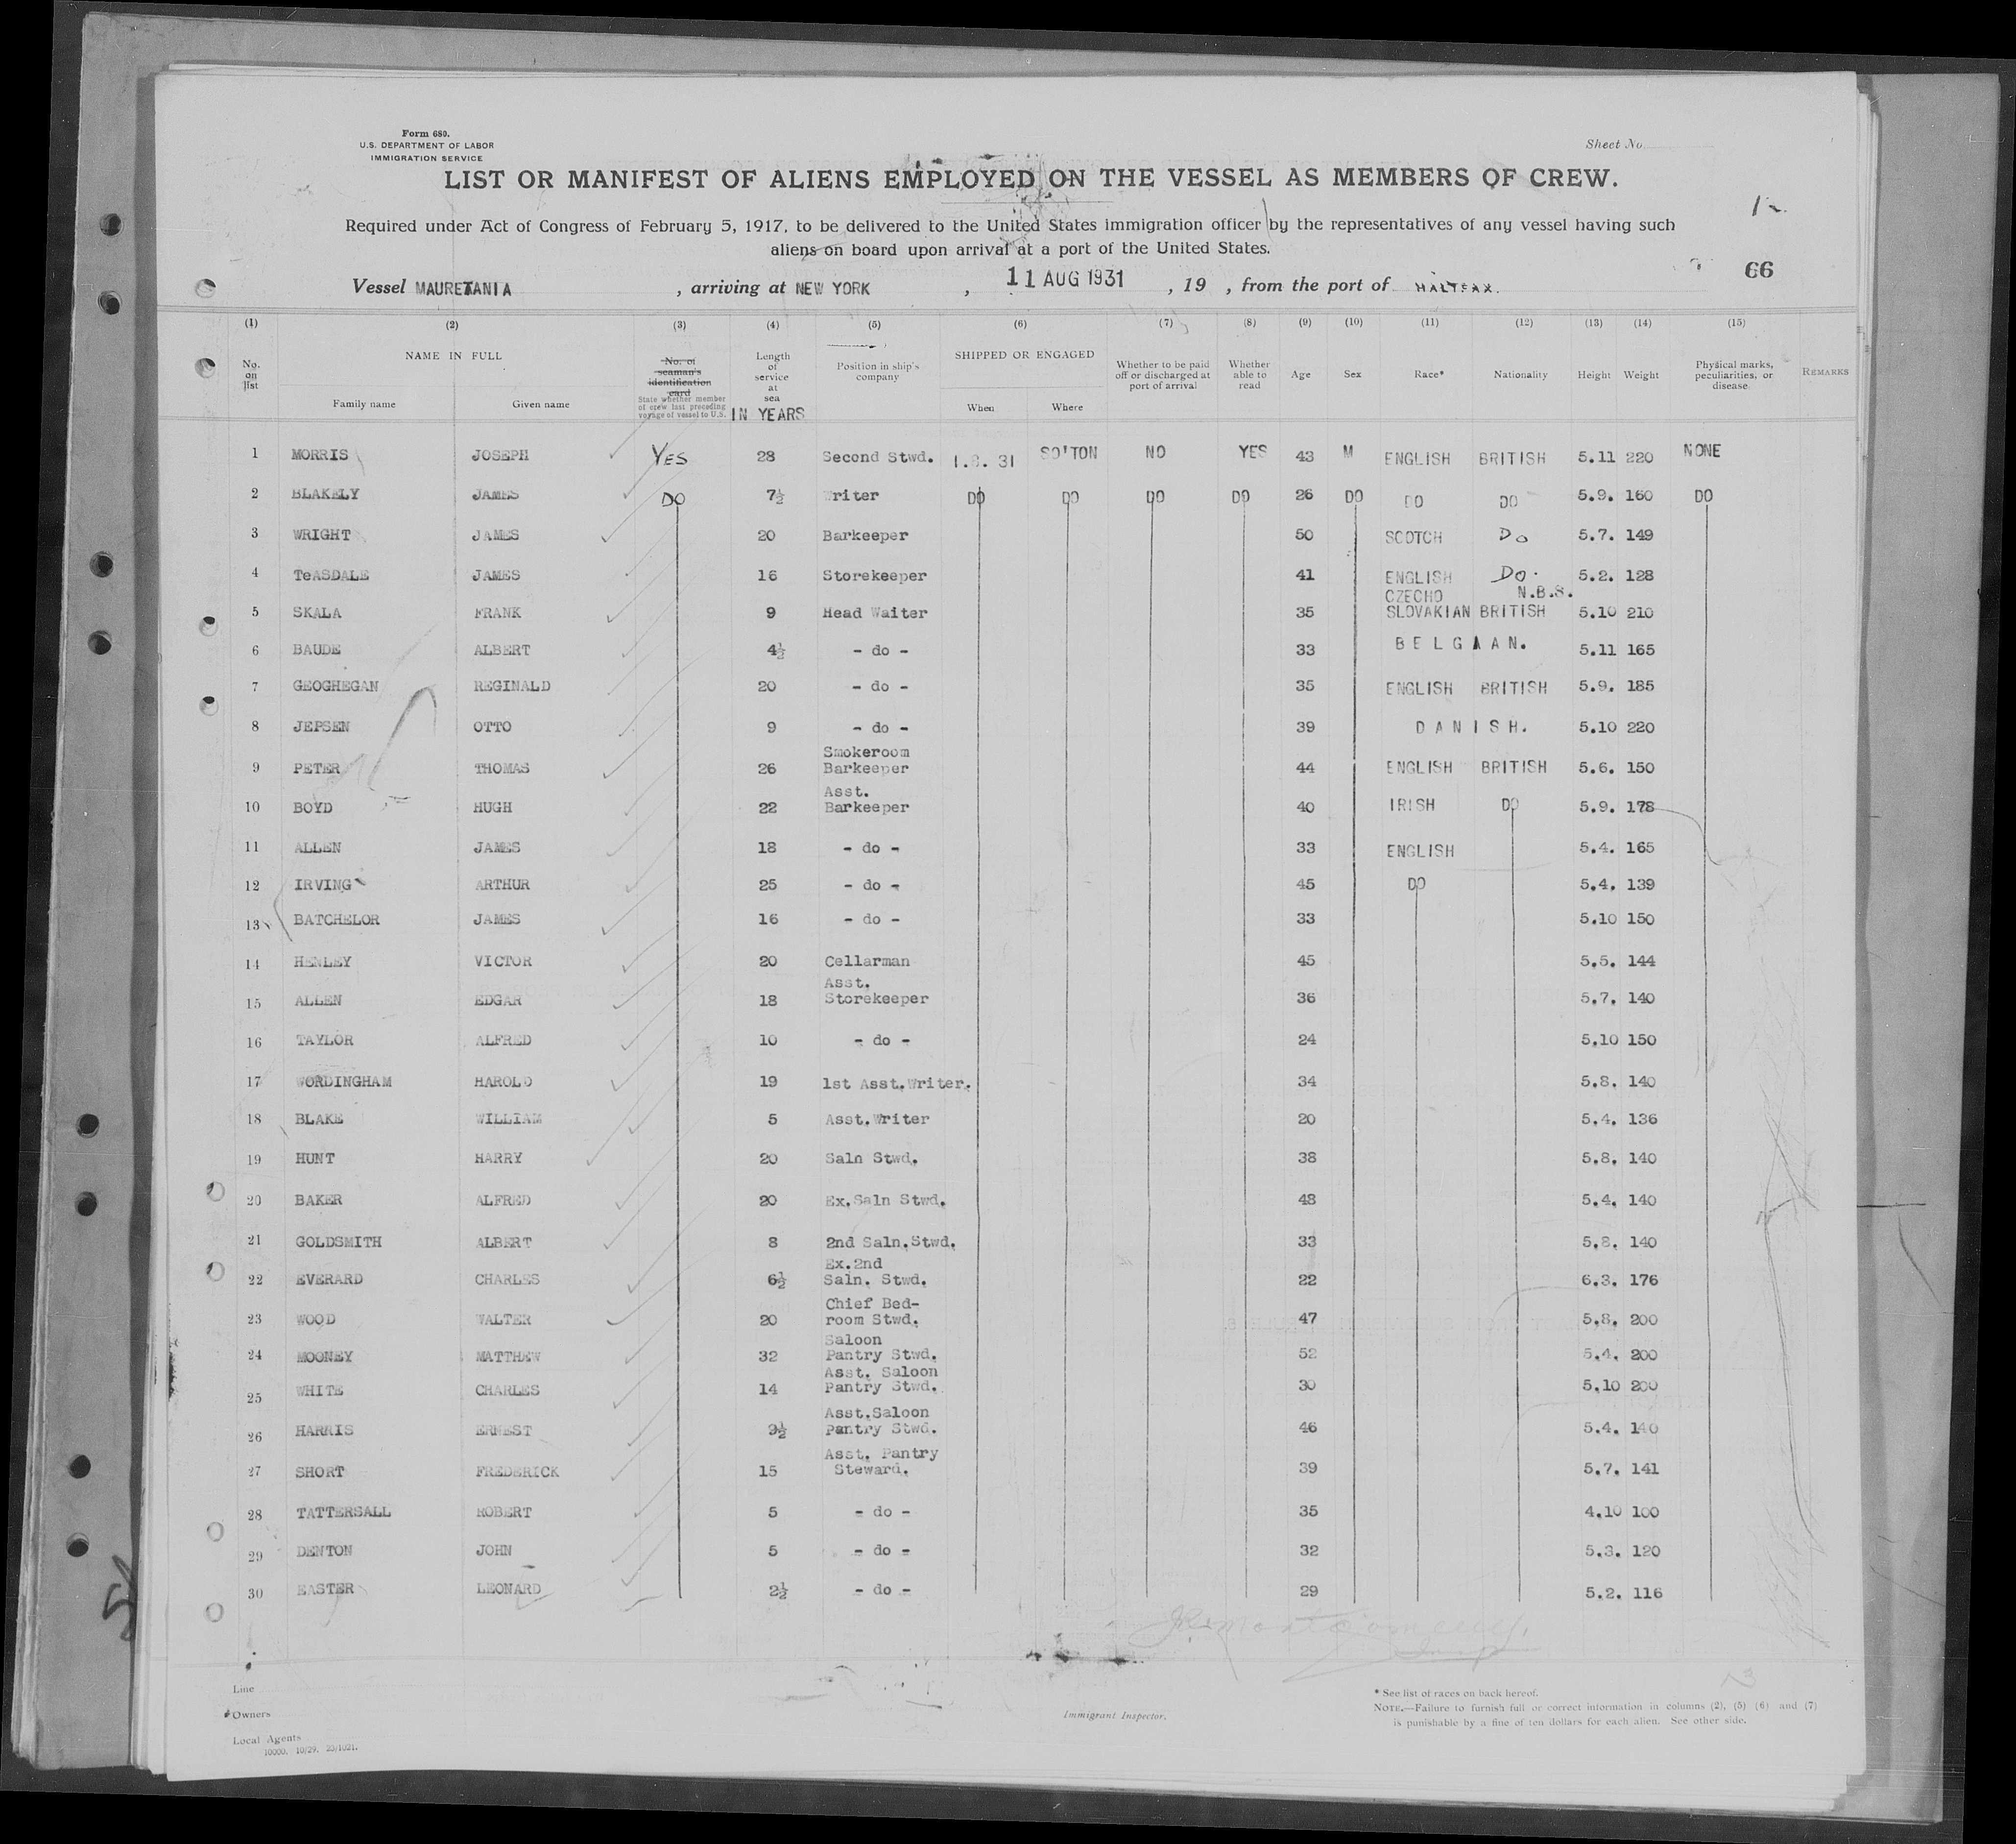 Form 680.
U.S. DEPARTMENT OF LABOR
IMMIGRATION SERVICE
Sheet No.
LIST OR MANIFEST OF ALIENS EMPLOYED ON THE VESSEL AS MEMBERS OF CREW.
Required under Act of Congress of February 5, 1917, to be delivered to the United States immigration officer by the representatives of any vessel having such
aliens on board upon arrival at a port of the United States.
66
Vessel MAURETANIA , arriving at NEW YORK , 11 AUG 1931 , 19 , from the port of HALIFAX.
(1) (2) (3) (4) (5) (6) (7) (8) (9) (10) (11) (12) (13) (14) (15)
No. on list
NAME IN FULL
Family name Given name
No. of seaman's identification card
State whether member of crew last preceding voyage of vessel to U.S.
Length of service at sea
IN YEARS
Position in ship's company
SHIPPED OR ENGAGED
When Where
Whether to be paid off or discharged at port of arrival
Whether able to read
Age Sex Race* Nationality Height Weight
Physical marks, peculiarities, or disease
REMARKS
1 MORRIS JOSEPH YES 28 Second Stwd. 1.8.31 SO'TON NO YES 43 M ENGLISH BRITISH 5.11 220 NONE
2 BLAKELY JAMES DO 7½ Writer DO DO DO DO 26 DO DO DO 5.9. 160 DO
3 WRIGHT JAMES 20 Barkeeper 50 SCOTCH Do 5.7. 149
4 TeASDALE JAMES 16 Storekeeper 41 ENGLISH Do. 5.2. 128
5 SKALA FRANK 9 Head Waiter 35 CZECHO SLOVAKIAN N.B.S. BRITISH 5.10 210
6 BAUDE ALBERT 4½ - do - 33 BELGIAN. 5.11 165
7 GEOGHEGAN REGINALD 20 - do - 35 ENGLISH BRITISH 5.9. 185
8 JEPSEN OTTO 9 - do - 39 DANISH. 5.10 220
9 PETER THOMAS 26 Smokeroom Barkeeper 44 ENGLISH BRITISH 5.6. 150
10 BOYD HUGH 22 Asst. Barkeeper 40 IRISH DO 5.9. 178
11 ALLEN JAMES 18 - do - 33 ENGLISH 5.4. 165
12 IRVING ARTHUR 25 - do - 45 DO 5.4. 139
13 BATCHELOR JAMES 16 - do - 33 5.10 150
14 HENLEY VICTOR 20 Cellarman 45 5.5. 144
15 ALLEN EDGAR 18 Asst. Storekeeper 36 5.7. 140
16 TAYLOR ALFRED 10 - do - 24 5.10 150
17 WORDINGHAM HAROLD 19 1st Asst.Writer. 34 5.8. 140
18 BLAKE WILLIAM 5 Asst.Writer 20 5.4. 136
19 HUNT HARRY 20 Saln Stwd. 38 5.8. 140
20 BAKER ALFRED 20 Ex.Saln Stwd. 48 5.4. 140
21 GOLDSMITH ALBERT 8 2nd Saln.Stwd. 33 5.8. 140
22 EVERARD CHARLES 6½ Ex.2nd Saln. Stwd. 22 6.3. 176
23 WOOD WALTER 20 Chief Bed-room Stwd. 47 5.8. 200
24 MOONEY MATTHEW 32 Saloon Pantry Stwd. 52 5.4. 200
25 WHITE CHARLES 14 Asst. Saloon Pantry Stwd. 30 5.10 200
26 HARRIS ERNEST Asst.Saloon Pantry Stwd. 46 5.4. 140
27 SHORT FREDERICK 15 Asst. Pantry Steward. 39 5.7. 141
28 TATTERSALL ROBERT 5 - do - 35 4.10 100
29 DENTON JOHN 5 - do - 32 5.3. 120
30 EASTER LEONARD 2½ - do - 29 5.2. 116
Line
Owners
Local Agents
10000. 10/29.
Immigrant Inspector.
* See list of races on back hereof.
NOTE.—Failure to furnish full or correct information in columns (2), (5) (6) and (7)
is punishable by a fine of ten dollars for each alien. See other side.